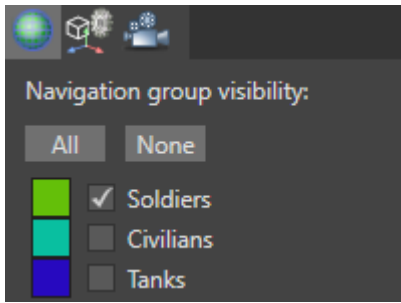 Navigation group visibility:
All None
Soldiers
Civilians
Tanks